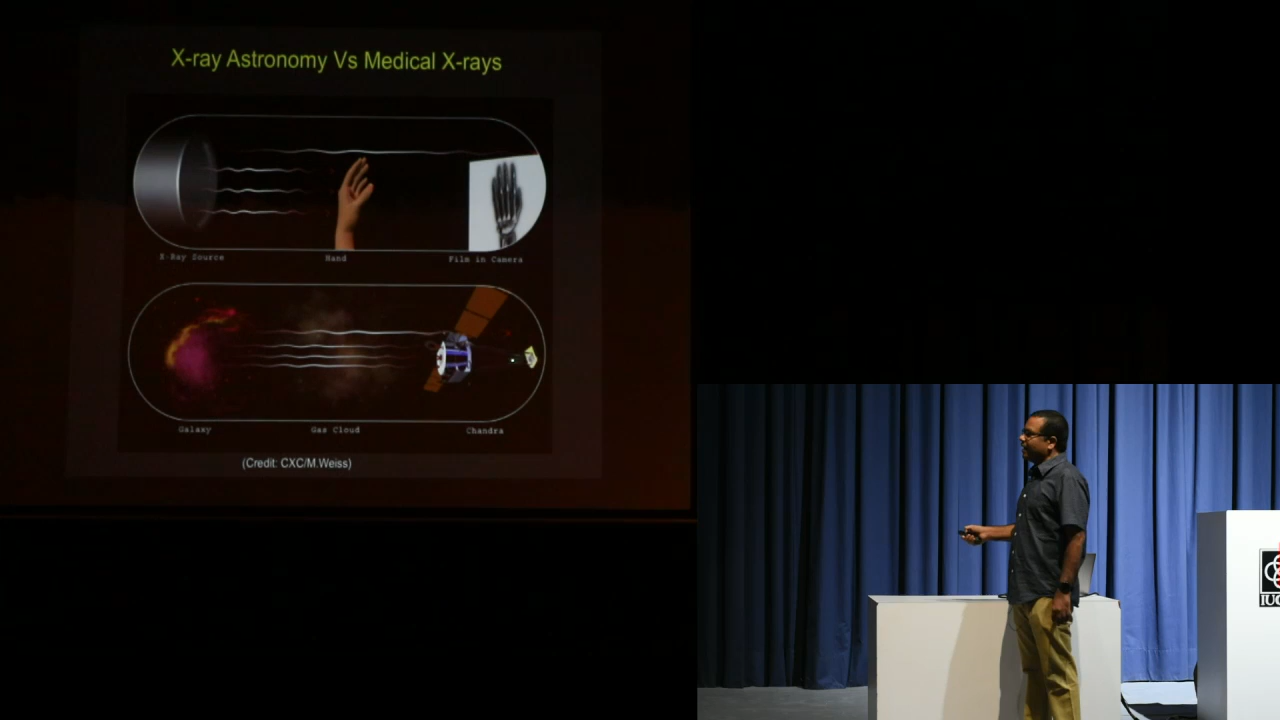 X-ray Astronomy Vs Medical X-rays
X-Ray Source Hand Film in Camera
Galaxy Gas Cloud Chandra
(Credit: CXC/M.Weiss)